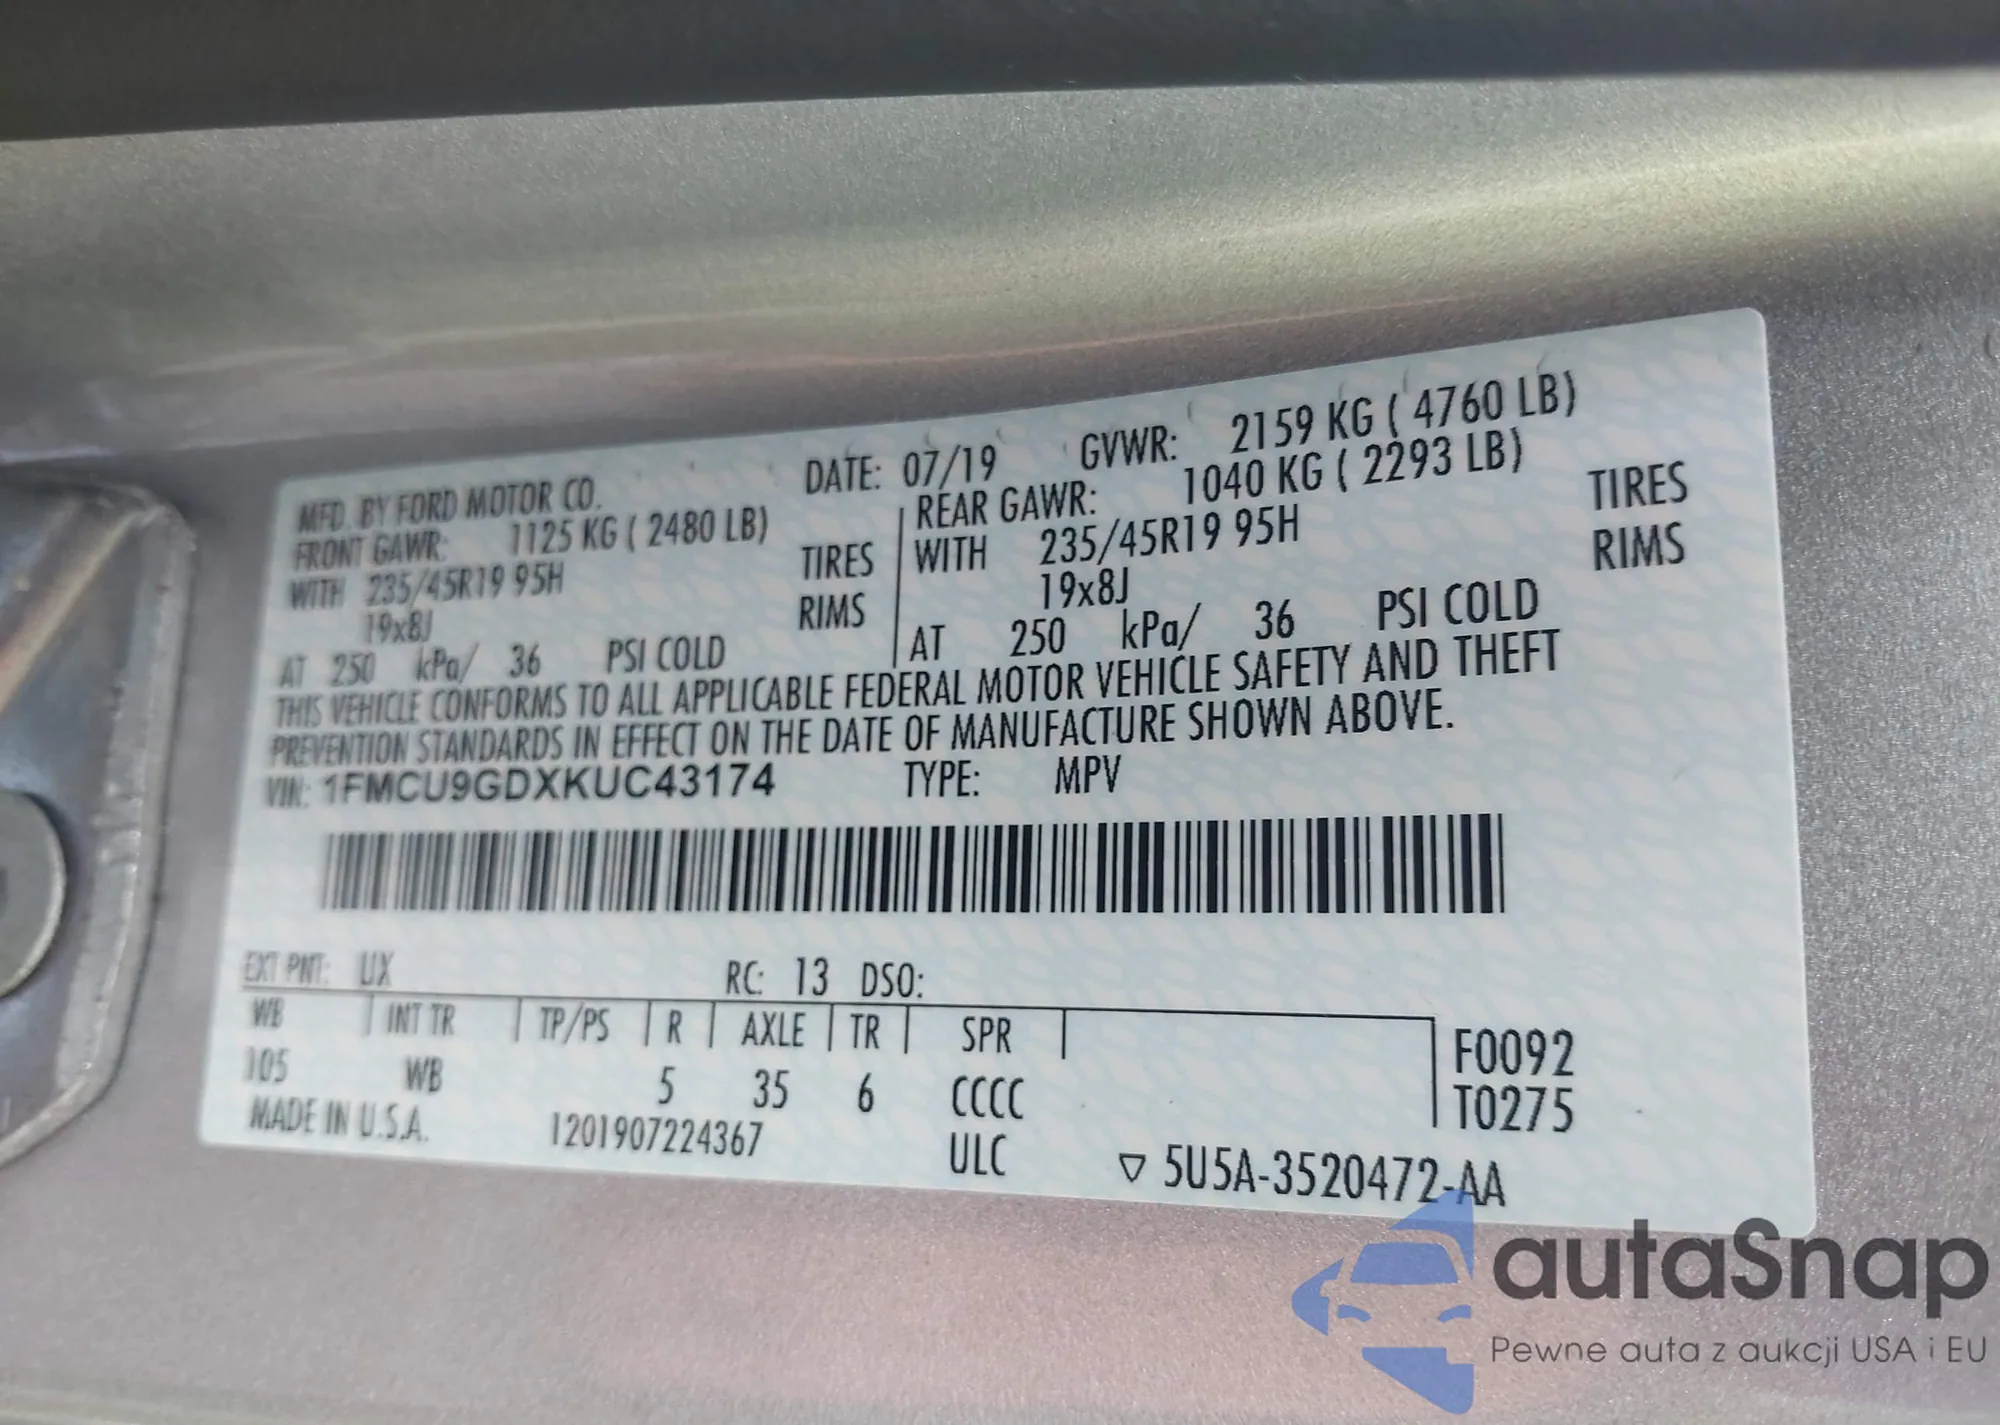 MFD. BY FORD MOTOR CO. DATE: 07/19 GVWR: 2159 KG ( 4760 LB)
FRONT GAWR: 1125 KG ( 2480 LB) REAR GAWR: 1040 KG ( 2293 LB)
WITH 235/45R19 95H TIRES WITH 235/45R19 95H TIRES
19x8J RIMS 19x8J RIMS
AT 250 kPa/ 36 PSI COLD AT 250 kPa/ 36 PSI COLD
THIS VEHICLE CONFORMS TO ALL APPLICABLE FEDERAL MOTOR VEHICLE SAFETY AND THEFT
PREVENTION STANDARDS IN EFFECT ON THE DATE OF MANUFACTURE SHOWN ABOVE.
VIN: 1FMCU9GDXKUC43174 TYPE: MPV
EXT PNT: UX RC: 13 DSO:
WB INT TR TP/PS R AXLE TR SPR F0092
105 WB 5 35 6 CCCC T0275
MADE IN U.S.A. 1201907224367 ULC ▽ 5U5A-3520472-AA
autaSnap
Pewne auta z aukcji USA i EU